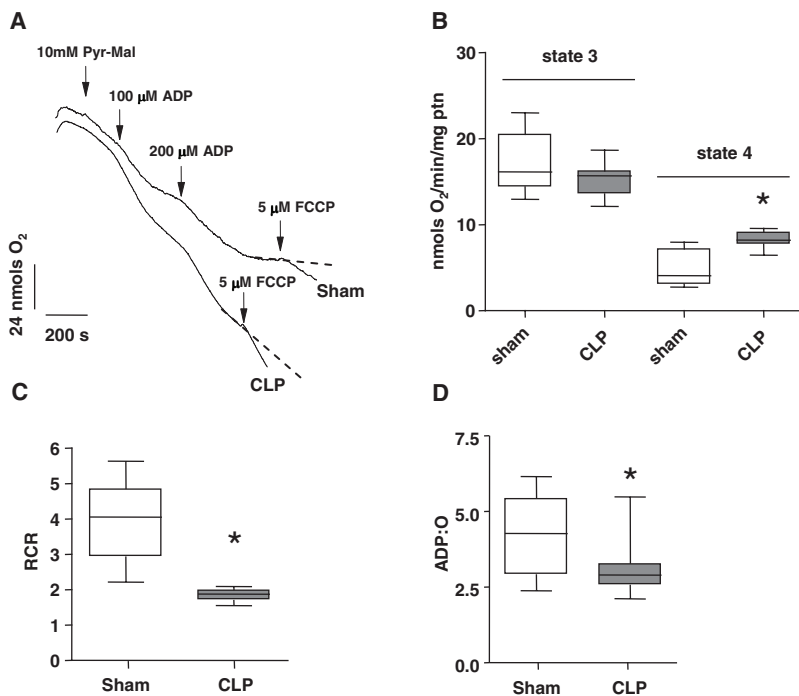 A
10mM Pyr-Mal
100 μM ADP
200 μM ADP
5 μM FCCP
Sham
5 μM FCCP
CLP
24 nmols O2
200 s
B
nmols O2/min/mg ptn
30
20
10
0
state 3
state 4
*
sham
CLP
sham
CLP
C
RCR
6
5
4
3
2
1
0
*
Sham
CLP
D
ADP:O
7.5
5.0
2.5
0.0
*
Sham
CLP